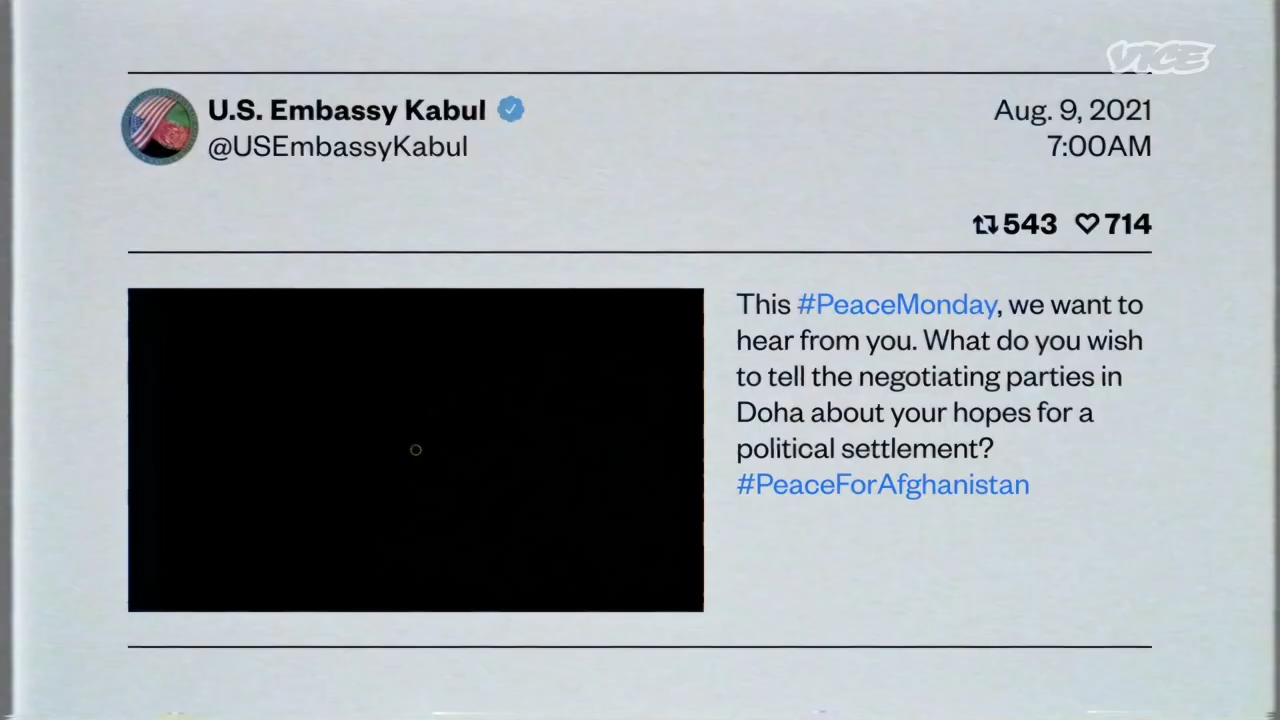 VICE
U.S. Embassy Kabul
@USEmbassyKabul
Aug. 9, 2021
7:00AM
543 714
This #PeaceMonday, we want to
hear from you. What do you wish
to tell the negotiating parties in
Doha about your hopes for a
political settlement?
#PeaceForAfghanistan